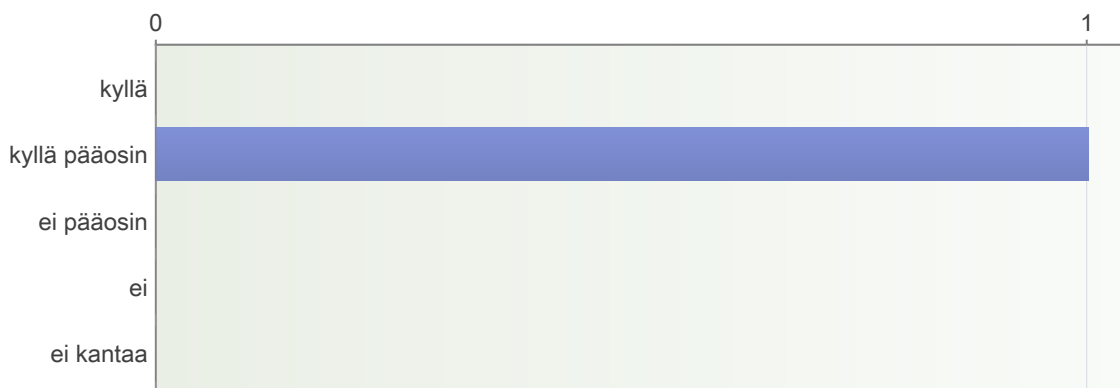 0 1
kyllä
kyllä pääosin
ei pääosin
ei
ei kantaa